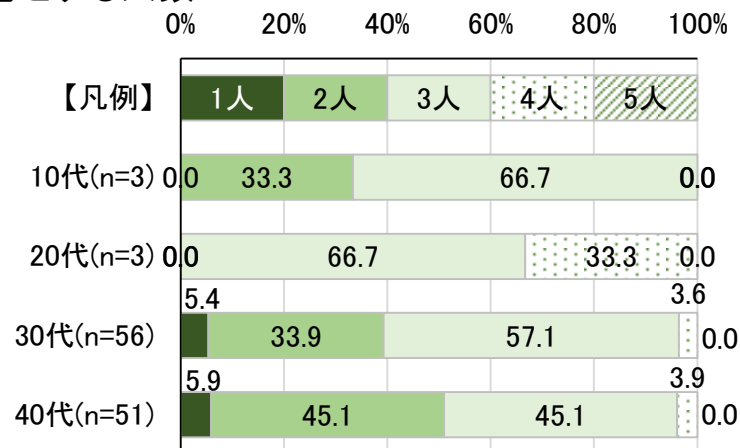 0% 20% 40% 60% 80% 100%
【凡例】 1人 2人 3人 4人 5人
10代(n=3) 0.0 33.3 66.7 0.0
20代(n=3) 0.0 66.7 33.3 0.0
5.4 3.6
30代(n=56) 33.9 57.1 0.0
5.9 3.9
40代(n=51) 45.1 45.1 0.0